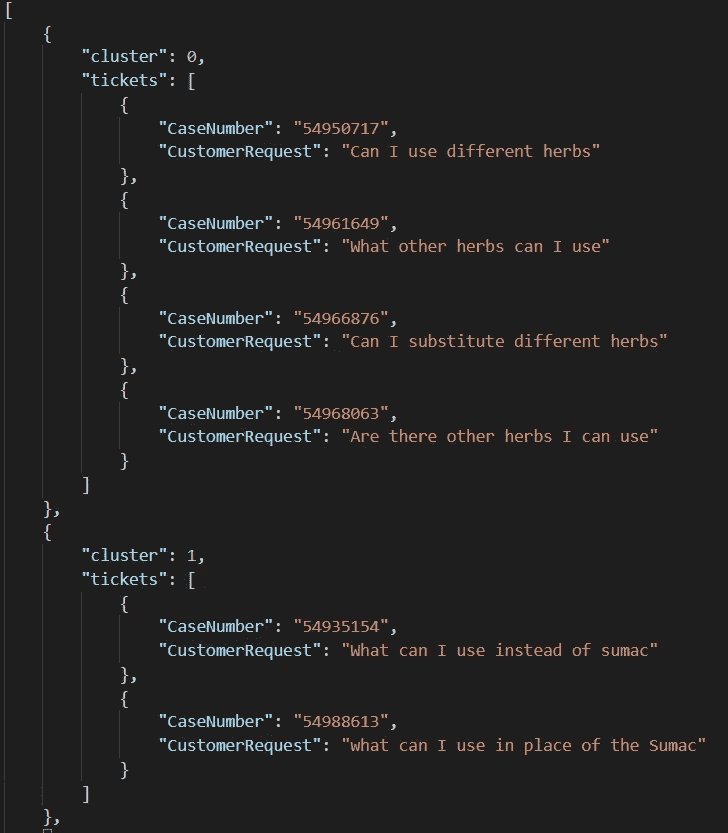 [
{
"cluster": 0,
"tickets": [
{
"CaseNumber": "54950717",
"CustomerRequest": "Can I use different herbs"
},
{
"CaseNumber": "54961649",
"CustomerRequest": "What other herbs can I use"
},
{
"CaseNumber": "54966876",
"CustomerRequest": "Can I substitute different herbs"
},
{
"CaseNumber": "54968063",
"CustomerRequest": "Are there other herbs I can use"
}
]
},
{
"cluster": 1,
"tickets": [
{
"CaseNumber": "54935154",
"CustomerRequest": "What can I use instead of sumac"
},
{
"CaseNumber": "54988613",
"CustomerRequest": "what can I use in place of the Sumac"
}
]
},